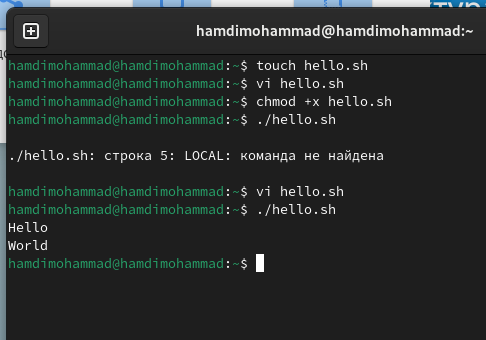 ктур
hamdimohammad@hamdimohammad:~
hamdimohammad@hamdimohammad:~$ touch hello.sh
hamdimohammad@hamdimohammad:~$ vi hello.sh
hamdimohammad@hamdimohammad:~$ chmod +x hello.sh
hamdimohammad@hamdimohammad:~$ ./hello.sh
./hello.sh: строка 5: LOCAL: команда не найдена
hamdimohammad@hamdimohammad:~$ vi hello.sh
hamdimohammad@hamdimohammad:~$ ./hello.sh
Hello
World
hamdimohammad@hamdimohammad:~$